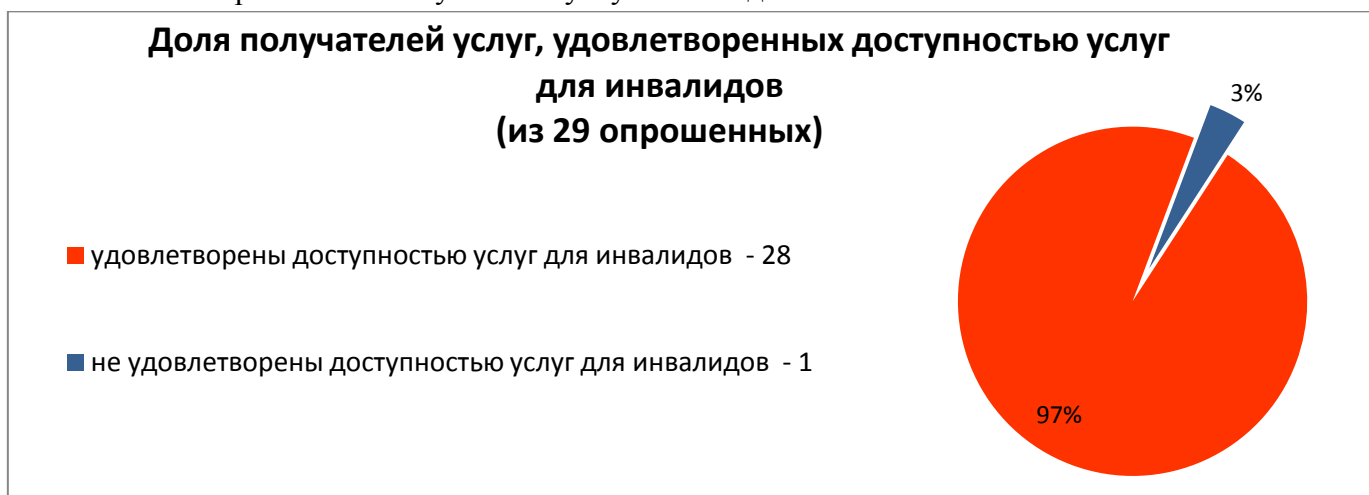 Доля получателей услуг, удовлетворенных доступностью услуг
для инвалидов
(из 29 опрошенных)
3%
удовлетворены доступностью услуг для инвалидов - 28
не удовлетворены доступностью услуг для инвалидов - 1
97%